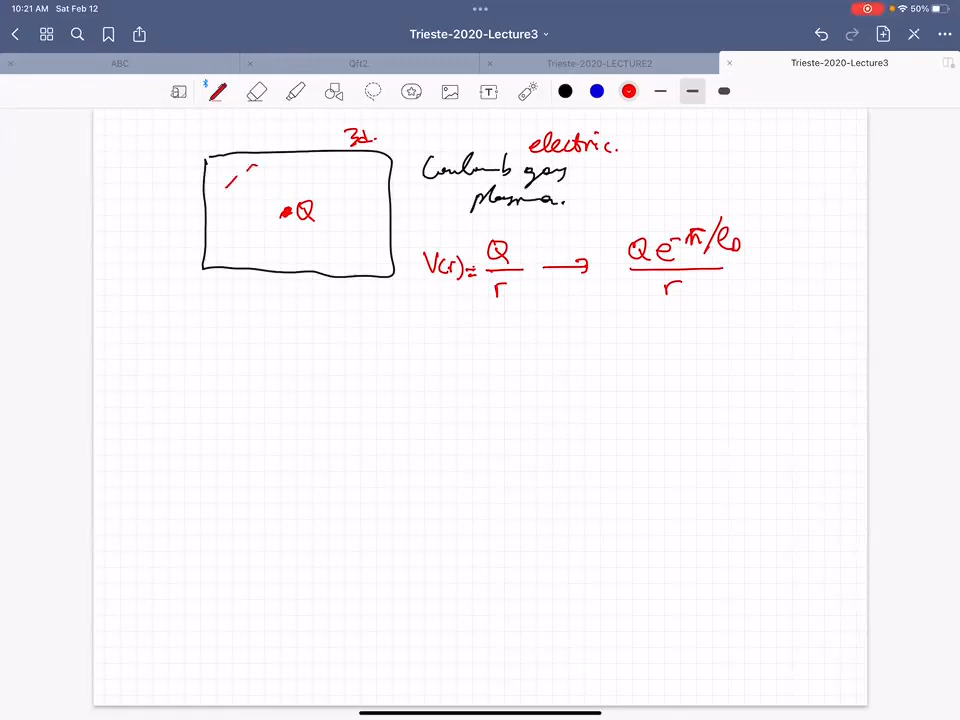 10:21 AM Sat Feb 12
50%
Trieste-2020-Lecture3
ABC
Qft2
Trieste-2020-LECTURE2
Trieste-2020-Lecture3
3d.
electric.
Coulomb gas
plasma.
Q
V(r) = Q/r → Q e^{-r/ℓ_D}/r